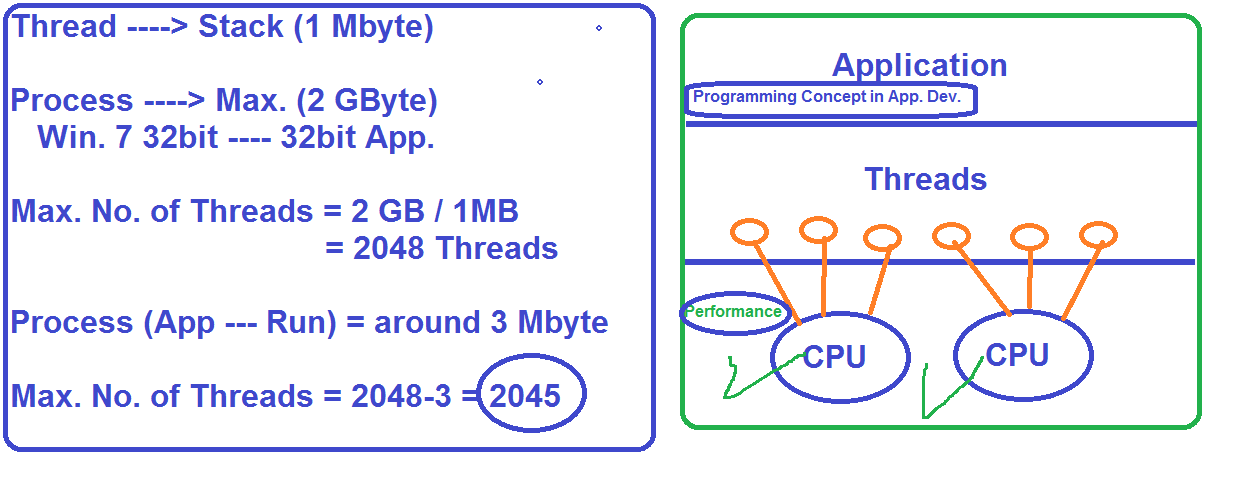 Thread ----> Stack (1 Mbyte)
Process ----> Max. (2 GByte)
Win. 7 32bit ---- 32bit App.
Max. No. of Threads = 2 GB / 1MB
= 2048 Threads
Process (App --- Run) = around 3 Mbyte
Max. No. of Threads = 2048-3 = 2045
Application
Programming Concept in App. Dev.
Threads
Performance
CPU
CPU